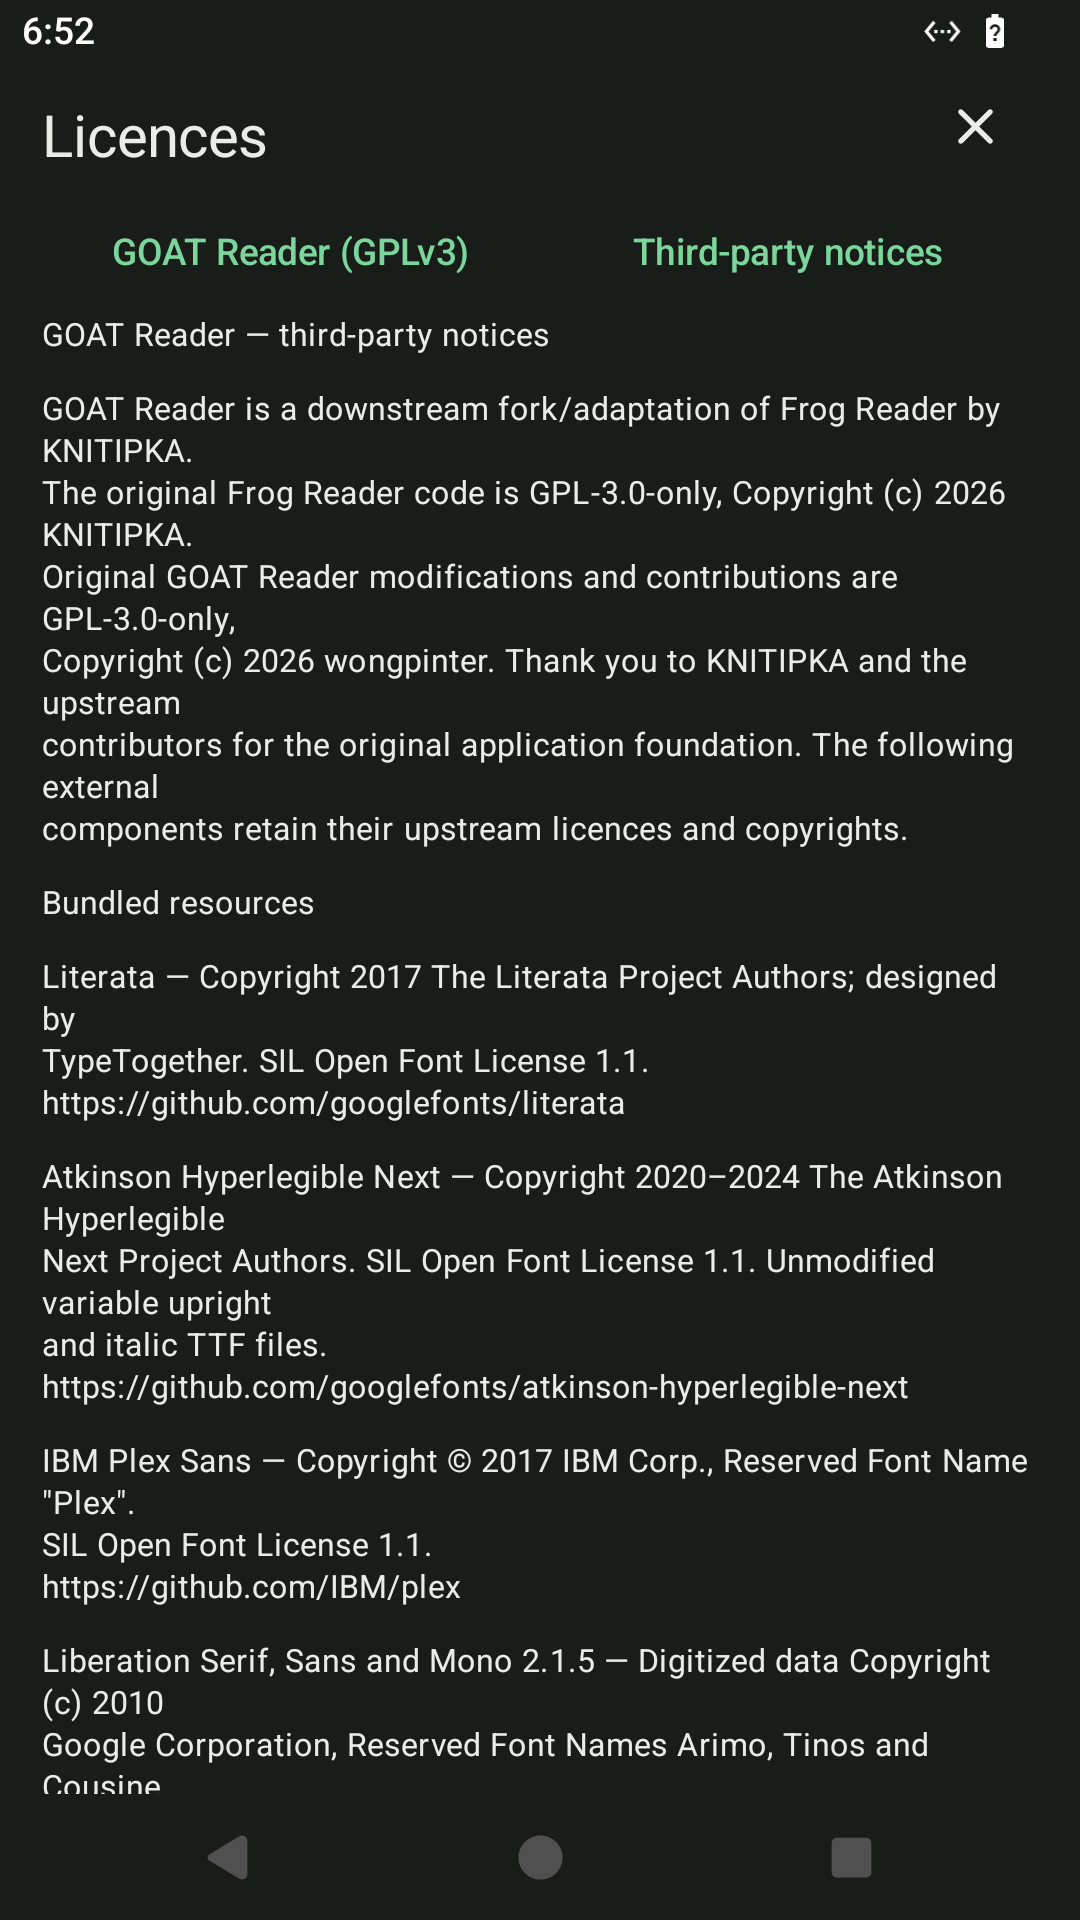 6:52
Licences
GOAT Reader (GPLv3)
Third-party notices
GOAT Reader — third-party notices
GOAT Reader is a downstream fork/adaptation of Frog Reader by
KNITIPKA.
The original Frog Reader code is GPL-3.0-only, Copyright (c) 2026
KNITIPKA.
Original GOAT Reader modifications and contributions are
GPL-3.0-only,
Copyright (c) 2026 wongpinter. Thank you to KNITIPKA and the
upstream
contributors for the original application foundation. The following
external
components retain their upstream licences and copyrights.
Bundled resources
Literata — Copyright 2017 The Literata Project Authors; designed
by
TypeTogether. SIL Open Font License 1.1.
https://github.com/googlefonts/literata
Atkinson Hyperlegible Next — Copyright 2020–2024 The Atkinson
Hyperlegible
Next Project Authors. SIL Open Font License 1.1. Unmodified
variable upright
and italic TTF files.
https://github.com/googlefonts/atkinson-hyperlegible-next
IBM Plex Sans — Copyright © 2017 IBM Corp., Reserved Font Name
"Plex".
SIL Open Font License 1.1.
https://github.com/IBM/plex
Liberation Serif, Sans and Mono 2.1.5 — Digitized data Copyright
(c) 2010
Google Corporation, Reserved Font Names Arimo, Tinos and
Cousine